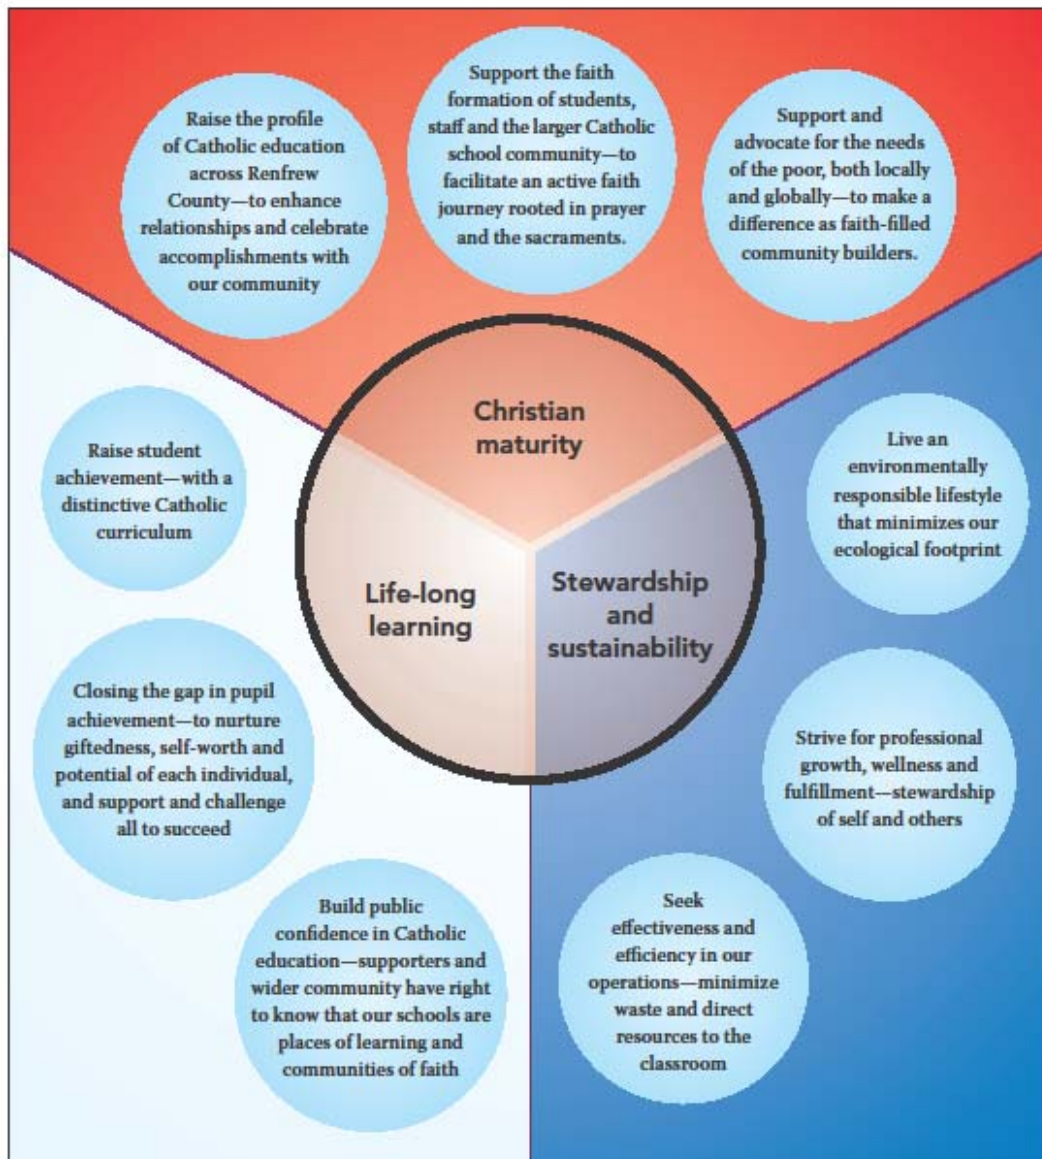 Raise the profile
of Catholic education
across Renfrew
County—to enhance
relationships and celebrate
accomplishments with
our community
Support the faith
formation of students,
staff and the larger Catholic
school community—to
facilitate an active faith
journey rooted in prayer
and the sacraments.
Support and
advocate for the needs
of the poor, both locally
and globally—to make a
difference as faith-filled
community builders.
Christian
maturity
Life-long
learning
Stewardship
and
sustainability
Raise student
achievement—with a
distinctive Catholic
curriculum
Closing the gap in pupil
achievement—to nurture
giftedness, self-worth and
potential of each individual,
and support and challenge
all to succeed
Build public
confidence in Catholic
education—supporters and
wider community have right
to know that our schools are
places of learning and
communities of faith
Live an
environmentally
responsible lifestyle
that minimizes our
ecological footprint
Strive for professional
growth, wellness and
fulfillment—stewardship
of self and others
Seek
effectiveness and
efficiency in our
operations—minimize
waste and direct
resources to the
classroom